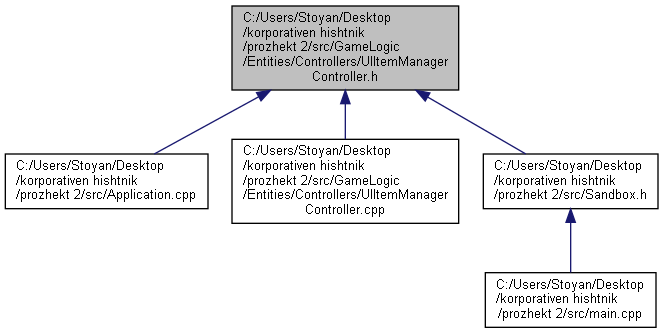 C:/Users/Stoyan/Desktop
/korporativen hishtnik
/prozhekt 2/src/GameLogic
/Entities/Controllers/UIItemManager
Controller.h
C:/Users/Stoyan/Desktop
/korporativen hishtnik
/prozhekt 2/src/Application.cpp
C:/Users/Stoyan/Desktop
/korporativen hishtnik
/prozhekt 2/src/GameLogic
/Entities/Controllers/UIItemManager
Controller.cpp
C:/Users/Stoyan/Desktop
/korporativen hishtnik
/prozhekt 2/src/Sandbox.h
C:/Users/Stoyan/Desktop
/korporativen hishtnik
/prozhekt 2/src/main.cpp